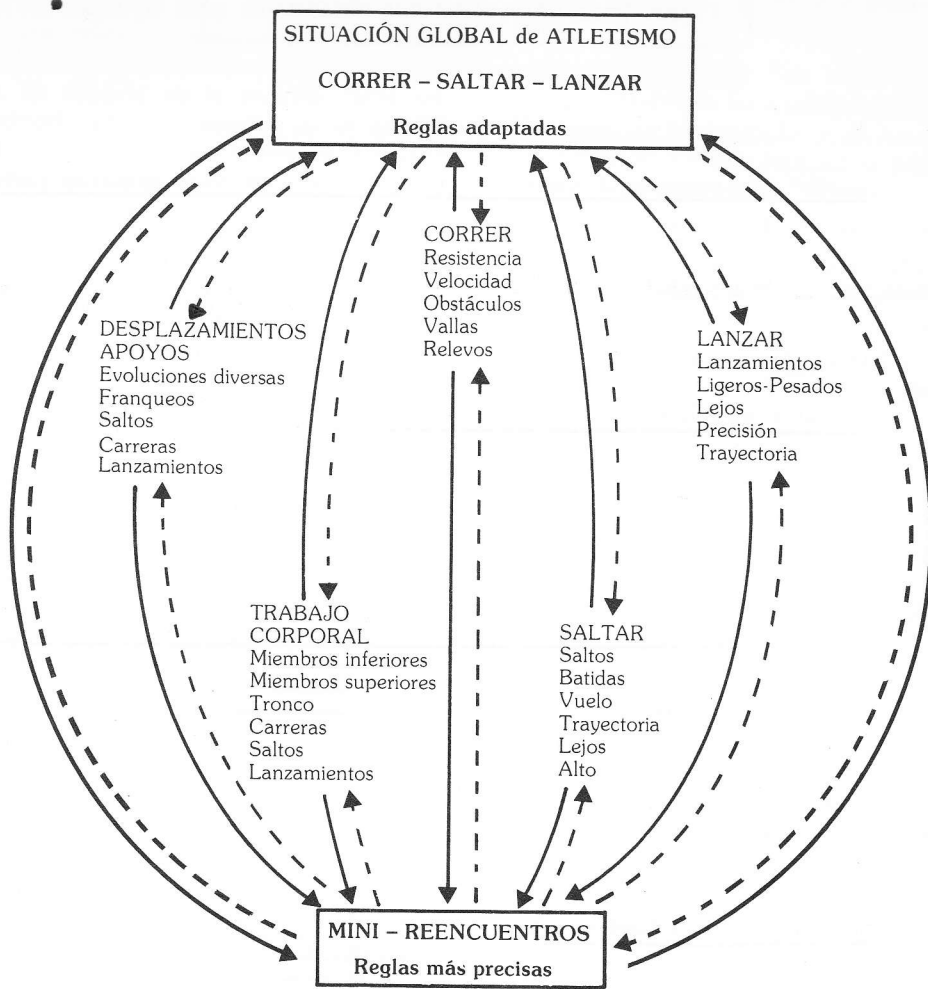 SITUACIÓN GLOBAL de ATLETISMO
CORRER – SALTAR – LANZAR
Reglas adaptadas
DESPLAZAMIENTOS
APOYOS
Evoluciones diversas
Franqueos
Saltos
Carreras
Lanzamientos
TRABAJO
CORPORAL
Miembros inferiores
Miembros superiores
Tronco
Carreras
Saltos
Lanzamientos
CORRER
Resistencia
Velocidad
Obstáculos
Vallas
Relevos
SALTAR
Saltos
Batidas
Vuelo
Trayectoria
Lejos
Alto
LANZAR
Lanzamientos
Ligeros-Pesados
Lejos
Precisión
Trayectoria
MINI – REENCUENTROS
Reglas más precisas